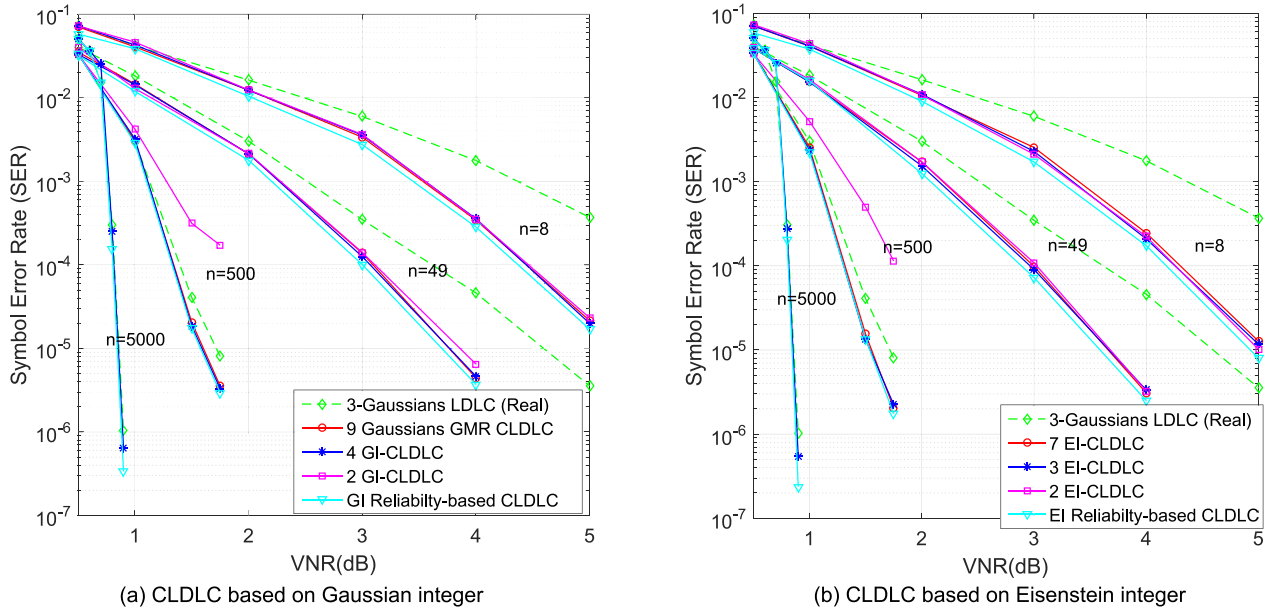 10^-1
10^-2
10^-3
10^-4
10^-5
10^-6
10^-7
Symbol Error Rate (SER)
n=8
n=49
n=500
n=5000
3-Gaussians LDLC (Real)
9 Gaussians GMR CLDLC
4 GI-CLDLC
2 GI-CLDLC
GI Reliabilty-based CLDLC
1 2 3 4 5
VNR(dB)
(a) CLDLC based on Gaussian integer
10^-1
10^-2
10^-3
10^-4
10^-5
10^-6
10^-7
Symbol Error Rate (SER)
n=8
n=49
n=500
n=5000
3-Gaussians LDLC (Real)
7 EI-CLDLC
3 EI-CLDLC
2 EI-CLDLC
EI Reliabilty-based CLDLC
1 2 3 4 5
VNR(dB)
(b) CLDLC based on Eisenstein integer